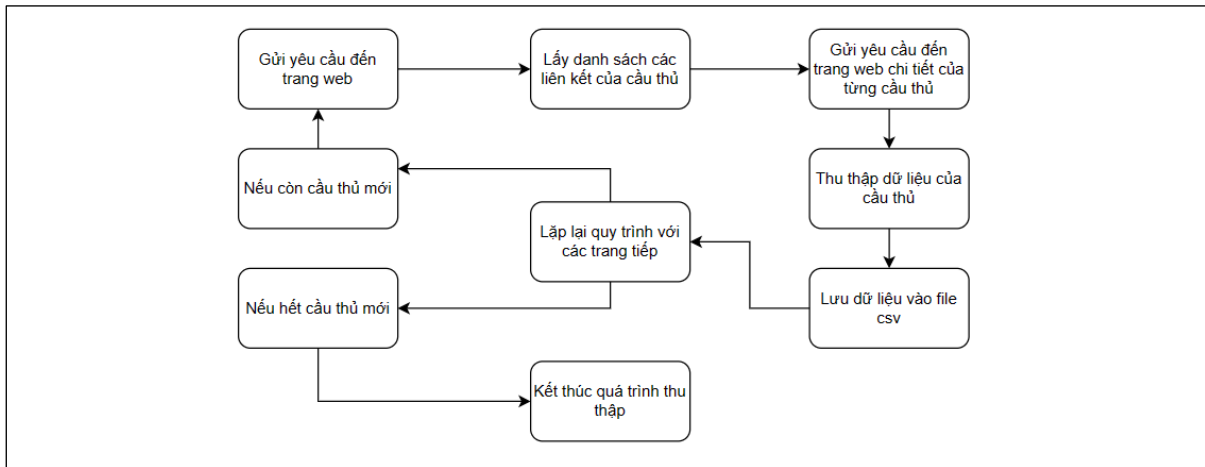 Gửi yêu cầu đến
trang web
Lấy danh sách các
liên kết của cầu thủ
Gửi yêu cầu đến
trang web chi tiết của
từng cầu thủ
Nếu còn cầu thủ mới
Thu thập dữ liệu của
cầu thủ
Lặp lại quy trình với
các trang tiếp
Nếu hết cầu thủ mới
Lưu dữ liệu vào file
csv
Kết thúc quá trình thu
thập